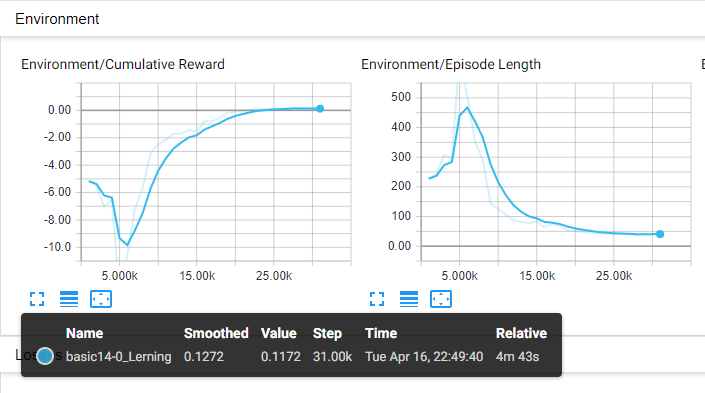 Environment
Environment/Cumulative Reward
0.00
-2.00
-4.00
-6.00
-8.00
-10.0
5.000k 15.00k 25.00k
Environment/Episode Length
500
400
300
200
100
0.00
5.000k 15.00k 25.00k
Name Smoothed Value Step Time Relative
basic14-0_Lerning 0.1272 0.1172 31.00k Tue Apr 16, 22:49:40 4m 43s